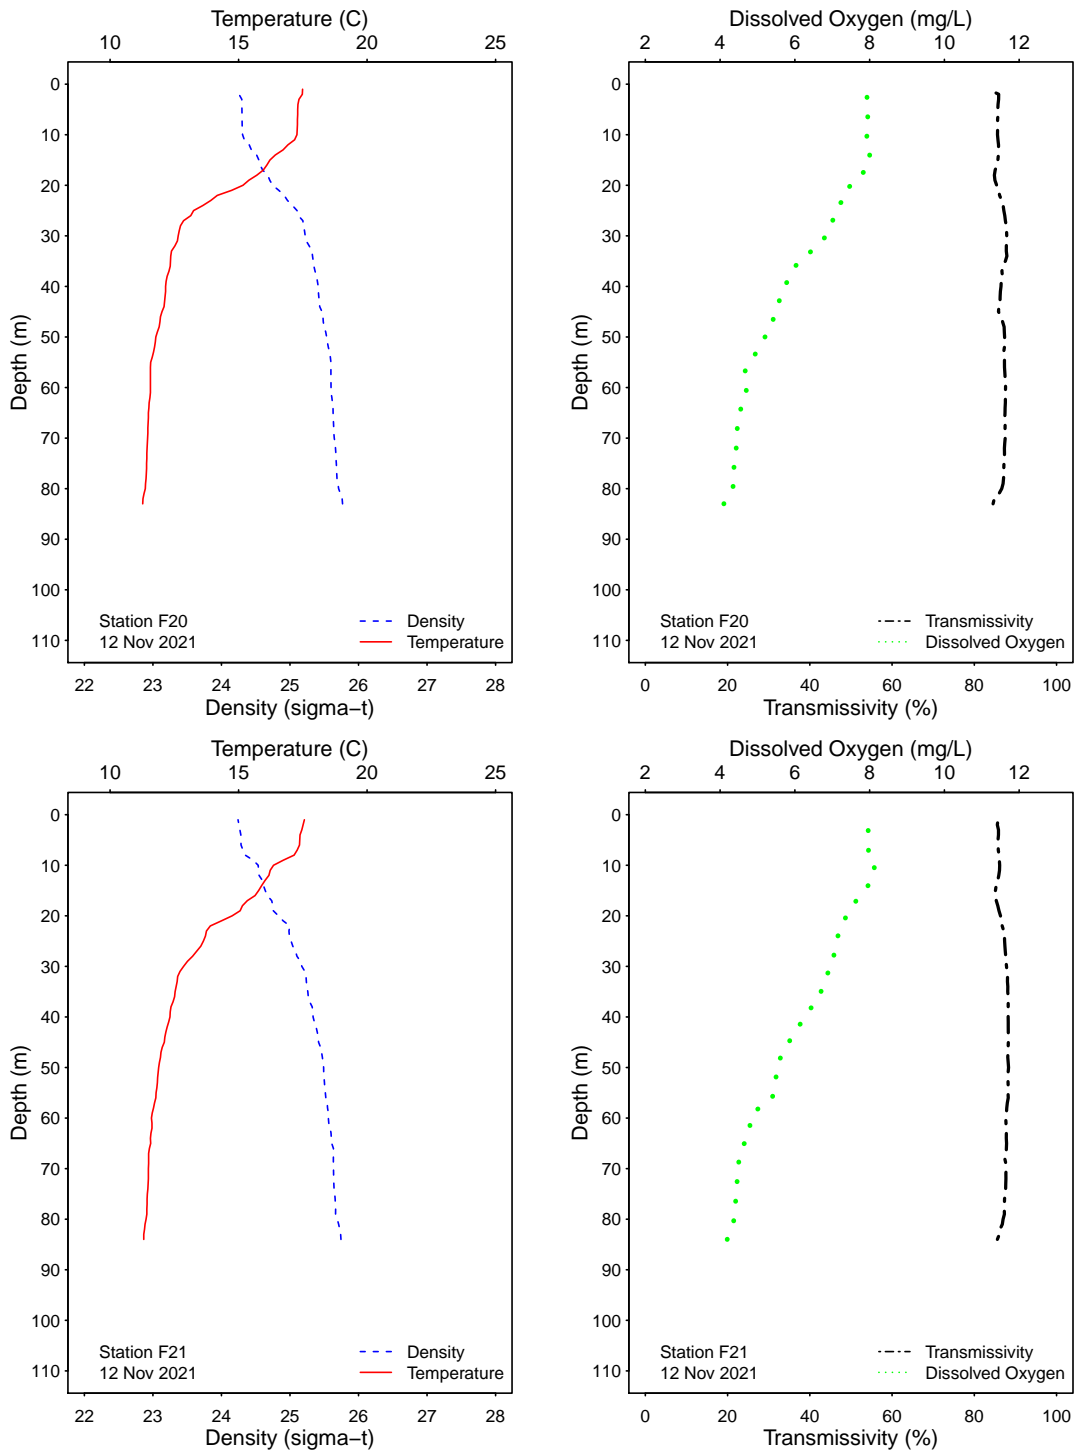 Temperature (C)
10 15 20 25
0
10
20
30
40
50
60
70
80
90
100
110
Depth (m)
Station F20
12 Nov 2021
Density
Temperature
22 23 24 25 26 27 28
Density (sigma−t)
Dissolved Oxygen (mg/L)
2 4 6 8 10 12
0
10
20
30
40
50
60
70
80
90
100
110
Depth (m)
Station F20
12 Nov 2021
Transmissivity
Dissolved Oxygen
0 20 40 60 80 100
Transmissivity (%)
Temperature (C)
10 15 20 25
0
10
20
30
40
50
60
70
80
90
100
110
Depth (m)
Station F21
12 Nov 2021
Density
Temperature
22 23 24 25 26 27 28
Density (sigma−t)
Dissolved Oxygen (mg/L)
2 4 6 8 10 12
0
10
20
30
40
50
60
70
80
90
100
110
Depth (m)
Station F21
12 Nov 2021
Transmissivity
Dissolved Oxygen
0 20 40 60 80 100
Transmissivity (%)